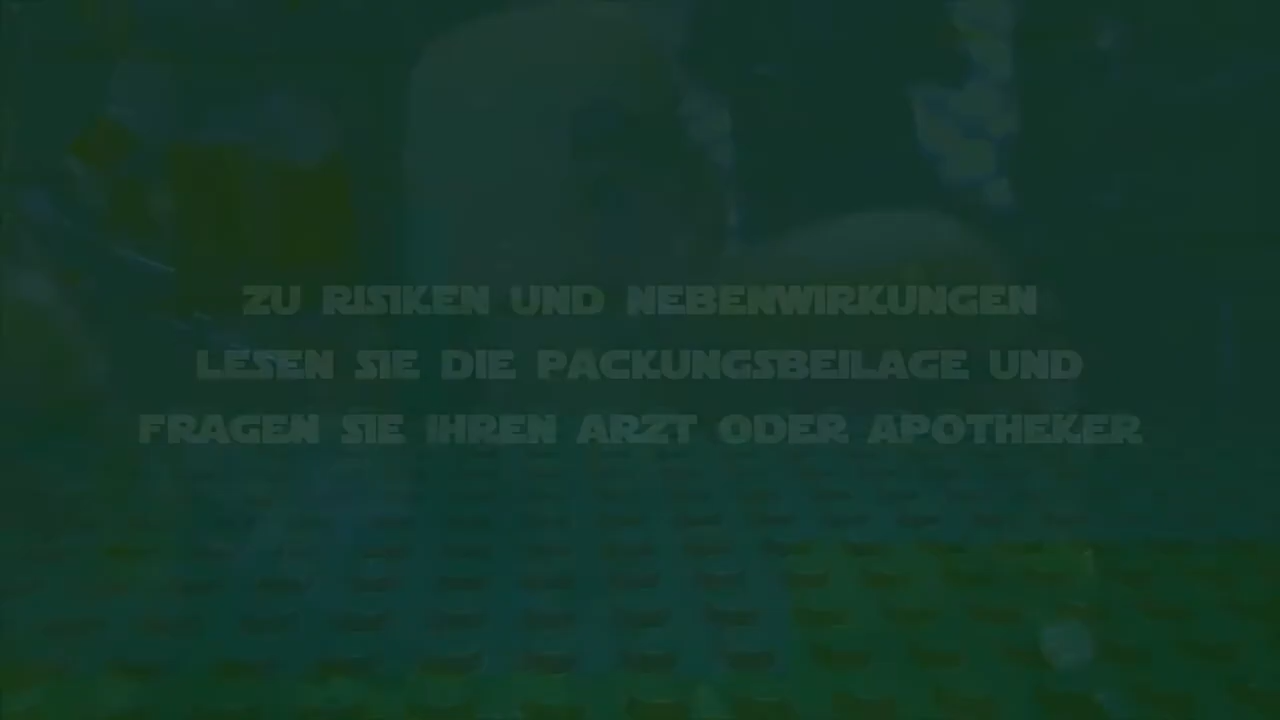 ZU RISIKEN UND NEBENWIRKUNGEN
LESEN SIE DIE PACKUNGSBEILAGE UND
FRAGEN SIE IHREN ARZT ODER APOTHEKER